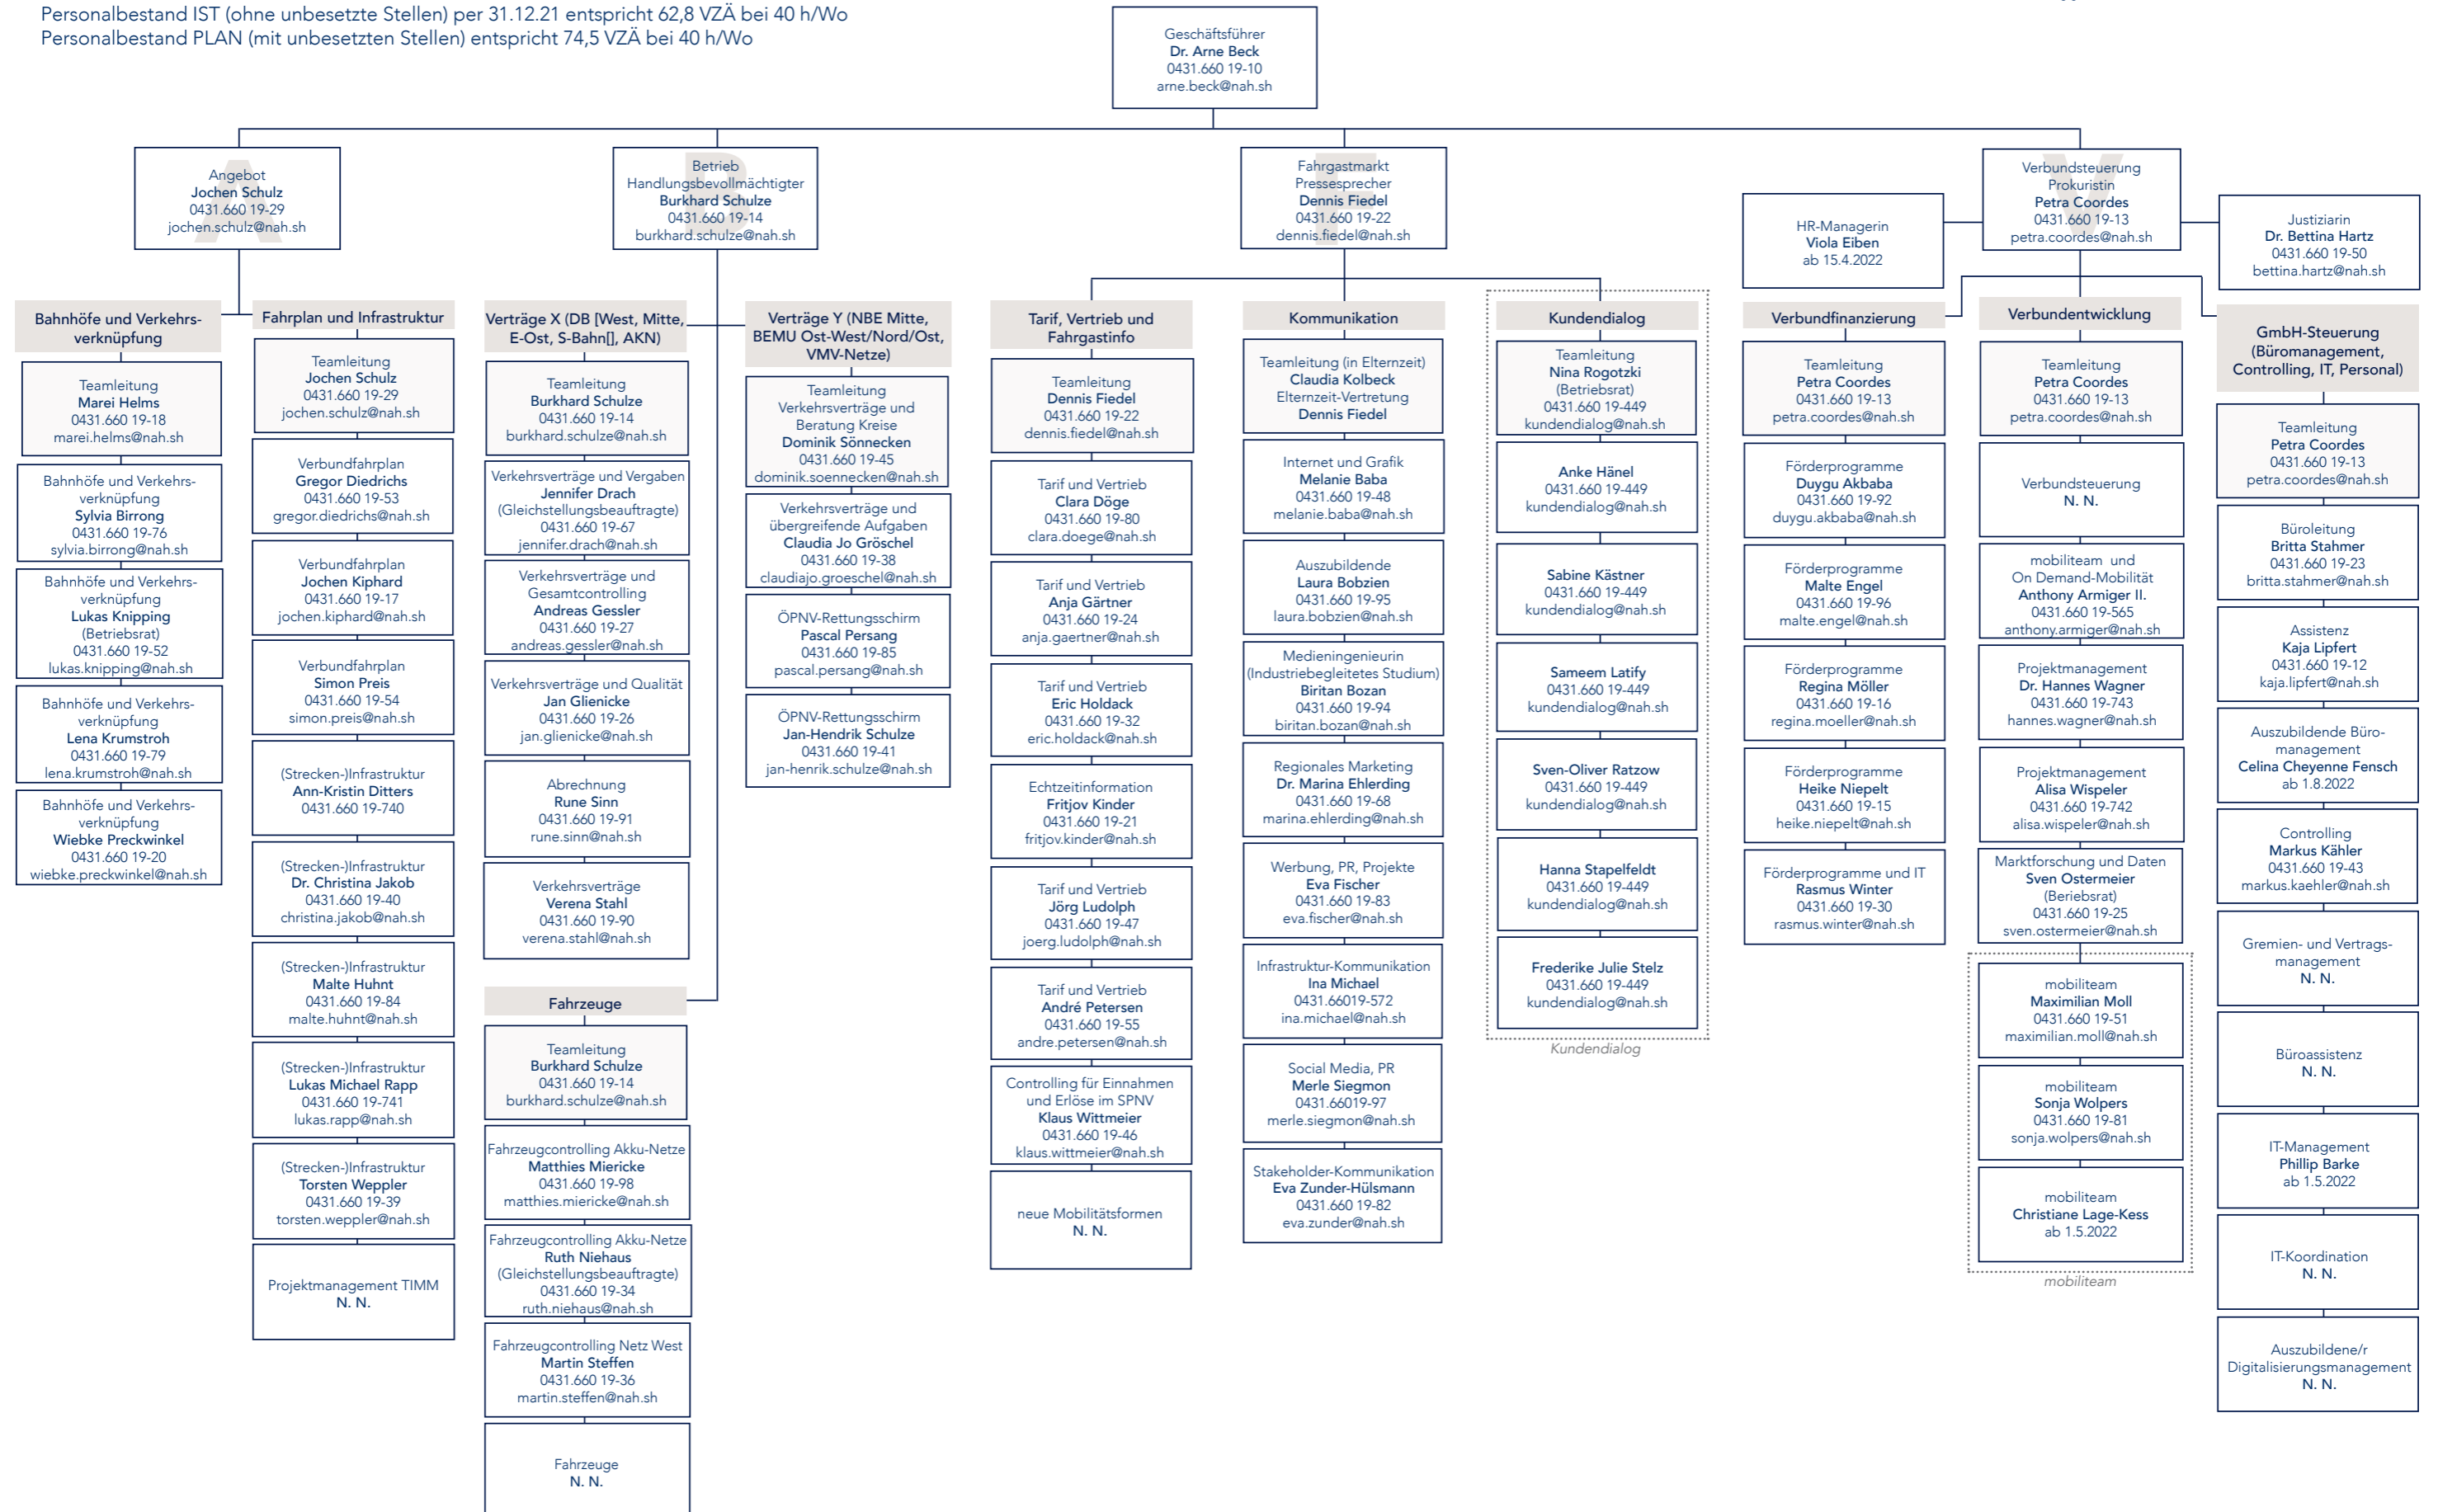 Personalbestand IST (ohne unbesetzte Stellen) per 31.12.21 entspricht 62,8 VZÄ bei 40 h/Wo
Personalbestand PLAN (mit unbesetzten Stellen) entspricht 74,5 VZÄ bei 40 h/Wo
Geschäftsführer
Dr. Arne Beck
0431.660 19-10
arne.beck@nah.sh
A
Angebot
Jochen Schulz
0431.660 19-29
jochen.schulz@nah.sh
B
Betrieb
Handlungsbevollmächtigter
Burkhard Schulze
0431.660 19-14
burkhard.schulze@nah.sh
F
Fahrgastmarkt
Pressesprecher
Dennis Fiedel
0431.660 19-22
dennis.fiedel@nah.sh
HR-Managerin
Viola Eiben
ab 15.4.2022
V
Verbundsteuerung
Prokuristin
Petra Coordes
0431.660 19-13
petra.coordes@nah.sh
Justiziarin
Dr. Bettina Hartz
0431.660 19-50
bettina.hartz@nah.sh
Bahnhöfe und Verkehrs-
verknüpfung
Teamleitung
Marei Helms
0431.660 19-18
marei.helms@nah.sh
Bahnhöfe und Verkehrs-
verknüpfung
Sylvia Birrong
0431.660 19-76
sylvia.birrong@nah.sh
Bahnhöfe und Verkehrs-
verknüpfung
Lukas Knipping
(Betriebsrat)
0431.660 19-52
lukas.knipping@nah.sh
Bahnhöfe und Verkehrs-
verknüpfung
Lena Krumstroh
0431.660 19-79
lena.krumstroh@nah.sh
Bahnhöfe und Verkehrs-
verknüpfung
Wiebke Preckwinkel
0431.660 19-20
wiebke.preckwinkel@nah.sh
Fahrplan und Infrastruktur
Teamleitung
Jochen Schulz
0431.660 19-29
jochen.schulz@nah.sh
Verbundfahrplan
Gregor Diedrichs
0431.660 19-53
gregor.diedrichs@nah.sh
Verbundfahrplan
Jochen Kiphard
0431.660 19-17
jochen.kiphard@nah.sh
Verbundfahrplan
Simon Preis
0431.660 19-54
simon.preis@nah.sh
(Strecken-)Infrastruktur
Ann-Kristin Ditters
0431.660 19-740
(Strecken-)Infrastruktur
Dr. Christina Jakob
0431.660 19-40
christina.jakob@nah.sh
(Strecken-)Infrastruktur
Malte Huhnt
0431.660 19-84
malte.huhnt@nah.sh
(Strecken-)Infrastruktur
Lukas Michael Rapp
0431.660 19-741
lukas.rapp@nah.sh
(Strecken-)Infrastruktur
Torsten Weppler
0431.660 19-39
torsten.weppler@nah.sh
Projektmanagement TIMM
N. N.
Verträge X (DB [West, Mitte,
E-Ost, S-Bahn[], AKN)
Teamleitung
Burkhard Schulze
0431.660 19-14
burkhard.schulze@nah.sh
Verkehrsverträge und Vergaben
Jennifer Drach
(Gleichstellungsbeauftragte)
0431.660 19-67
jennifer.drach@nah.sh
Verkehrsverträge und
Gesamtcontrolling
Andreas Gessler
0431.660 19-27
andreas.gessler@nah.sh
Verkehrsverträge und Qualität
Jan Glienicke
0431.660 19-26
jan.glienicke@nah.sh
Abrechnung
Rune Sinn
0431.660 19-91
rune.sinn@nah.sh
Verkehrsverträge
Verena Stahl
0431.660 19-90
verena.stahl@nah.sh
Fahrzeuge
Teamleitung
Burkhard Schulze
0431.660 19-14
burkhard.schulze@nah.sh
Fahrzeugcontrolling Akku-Netze
Matthies Miericke
0431.660 19-98
matthies.miericke@nah.sh
Fahrzeugcontrolling Akku-Netze
Ruth Niehaus
(Gleichstellungsbeauftragte)
0431.660 19-34
ruth.niehaus@nah.sh
Fahrzeugcontrolling Netz West
Martin Steffen
0431.660 19-36
martin.steffen@nah.sh
Fahrzeuge
N. N.
Verträge Y (NBE Mitte,
BEMU Ost-West/Nord/Ost,
VMV-Netze)
Teamleitung
Verkehrsverträge und
Beratung Kreise
Dominik Sönnecken
0431.660 19-45
dominik.soennecken@nah.sh
Verkehrsverträge und
übergreifende Aufgaben
Claudia Jo Gröschel
0431.660 19-38
claudiajo.groeschel@nah.sh
ÖPNV-Rettungsschirm
Pascal Persang
0431.660 19-85
pascal.persang@nah.sh
ÖPNV-Rettungsschirm
Jan-Hendrik Schulze
0431.660 19-41
jan-henrik.schulze@nah.sh
Tarif, Vertrieb und
Fahrgastinfo
Teamleitung
Dennis Fiedel
0431.660 19-22
dennis.fiedel@nah.sh
Tarif und Vertrieb
Clara Döge
0431.660 19-80
clara.doege@nah.sh
Tarif und Vertrieb
Anja Gärtner
0431.660 19-24
anja.gaertner@nah.sh
Tarif und Vertrieb
Eric Holdack
0431.660 19-32
eric.holdack@nah.sh
Echtzeitinformation
Fritjov Kinder
0431.660 19-21
fritjov.kinder@nah.sh
Tarif und Vertrieb
Jörg Ludolph
0431.660 19-47
joerg.ludolph@nah.sh
Tarif und Vertrieb
André Petersen
0431.660 19-55
andre.petersen@nah.sh
Controlling für Einnahmen
und Erlöse im SPNV
Klaus Wittmeier
0431.660 19-46
klaus.wittmeier@nah.sh
neue Mobilitätsformen
N. N.
Kommunikation
Teamleitung (in Elternzeit)
Claudia Kolbeck
Elternzeit-Vertretung
Dennis Fiedel
Internet und Grafik
Melanie Baba
0431.660 19-48
melanie.baba@nah.sh
Auszubildende
Laura Bobzien
0431.660 19-95
laura.bobzien@nah.sh
Medieningenieurin
(Industriebegleitetes Studium)
Biritan Bozan
0431.660 19-94
biritan.bozan@nah.sh
Regionales Marketing
Dr. Marina Ehlerding
0431.660 19-68
marina.ehlerding@nah.sh
Werbung, PR, Projekte
Eva Fischer
0431.660 19-83
eva.fischer@nah.sh
Infrastruktur-Kommunikation
Ina Michael
0431.66019-572
ina.michael@nah.sh
Social Media, PR
Merle Siegmon
0431.66019-97
merle.siegmon@nah.sh
Stakeholder-Kommunikation
Eva Zunder-Hülsmann
0431.660 19-82
eva.zunder@nah.sh
Kundendialog
Teamleitung
Nina Rogotzki
(Betriebsrat)
0431.660 19-449
kundendialog@nah.sh
Anke Hänel
0431.660 19-449
kundendialog@nah.sh
Sabine Kästner
0431.660 19-449
kundendialog@nah.sh
Sameem Latify
0431.660 19-449
kundendialog@nah.sh
Sven-Oliver Ratzow
0431.660 19-449
kundendialog@nah.sh
Hanna Stapelfeldt
0431.660 19-449
kundendialog@nah.sh
Frederike Julie Stelz
0431.660 19-449
kundendialog@nah.sh
Kundendialog
Verbundfinanzierung
Teamleitung
Petra Coordes
0431.660 19-13
petra.coordes@nah.sh
Förderprogramme
Duygu Akbaba
0431.660 19-92
duygu.akbaba@nah.sh
Förderprogramme
Malte Engel
0431.660 19-96
malte.engel@nah.sh
Förderprogramme
Regina Möller
0431.660 19-16
regina.moeller@nah.sh
Förderprogramme
Heike Niepelt
0431.660 19-15
heike.niepelt@nah.sh
Förderprogramme und IT
Rasmus Winter
0431.660 19-30
rasmus.winter@nah.sh
Verbundentwicklung
Teamleitung
Petra Coordes
0431.660 19-13
petra.coordes@nah.sh
Verbundsteuerung
N. N.
mobiliteam und
On Demand-Mobilität
Anthony Armiger II.
0431.660 19-565
anthony.armiger@nah.sh
Projektmanagement
Dr. Hannes Wagner
0431.660 19-743
hannes.wagner@nah.sh
Projektmanagement
Alisa Wispeler
0431.660 19-742
alisa.wispeler@nah.sh
Marktforschung und Daten
Sven Ostermeier
(Beriebsrat)
0431.660 19-25
sven.ostermeier@nah.sh
mobiliteam
Maximilian Moll
0431.660 19-51
maximilian.moll@nah.sh
mobiliteam
Sonja Wolpers
0431.660 19-81
sonja.wolpers@nah.sh
mobiliteam
Christiane Lage-Kess
ab 1.5.2022
mobiliteam
GmbH-Steuerung
(Büromanagement,
Controlling, IT, Personal)
Teamleitung
Petra Coordes
0431.660 19-13
petra.coordes@nah.sh
Büroleitung
Britta Stahmer
0431.660 19-23
britta.stahmer@nah.sh
Assistenz
Kaja Lipfert
0431.660 19-12
kaja.lipfert@nah.sh
Auszubildende Büro-
management
Celina Cheyenne Fensch
ab 1.8.2022
Controlling
Markus Kähler
0431.660 19-43
markus.kaehler@nah.sh
Gremien- und Vertrags-
management
N. N.
Büroassistenz
N. N.
IT-Management
Phillip Barke
ab 1.5.2022
IT-Koordination
N. N.
Auszubildene/r
Digitalisierungsmanagement
N. N.